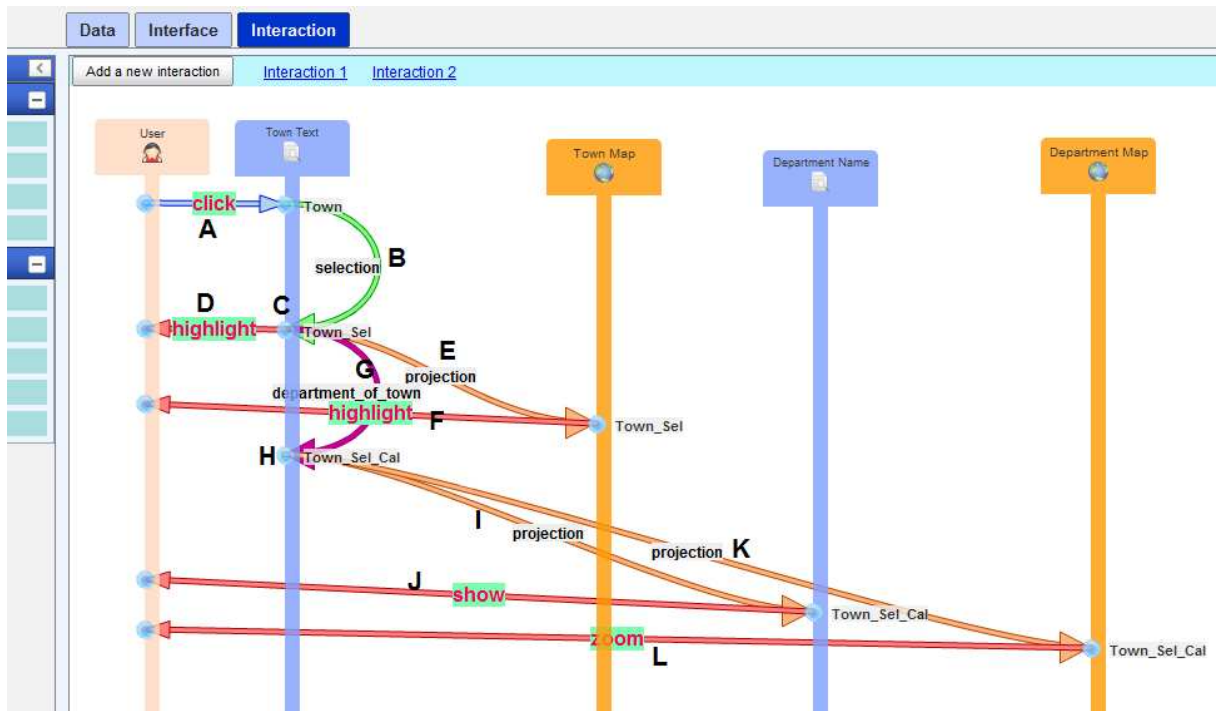 Data Interface Interaction
Add a new interaction Interaction 1 Interaction 2
User
Town Text
Town Map
Department Name
Department Map
click
Town
A
selection
B
D
C
highlight
Town_Sel
E
G
projection
department_of_town
highlight
F
Town_Sel
H
Town_Sel_Cal
I
projection
projection
K
J
show
Town_Sel_Cal
zoom
L
Town_Sel_Cal